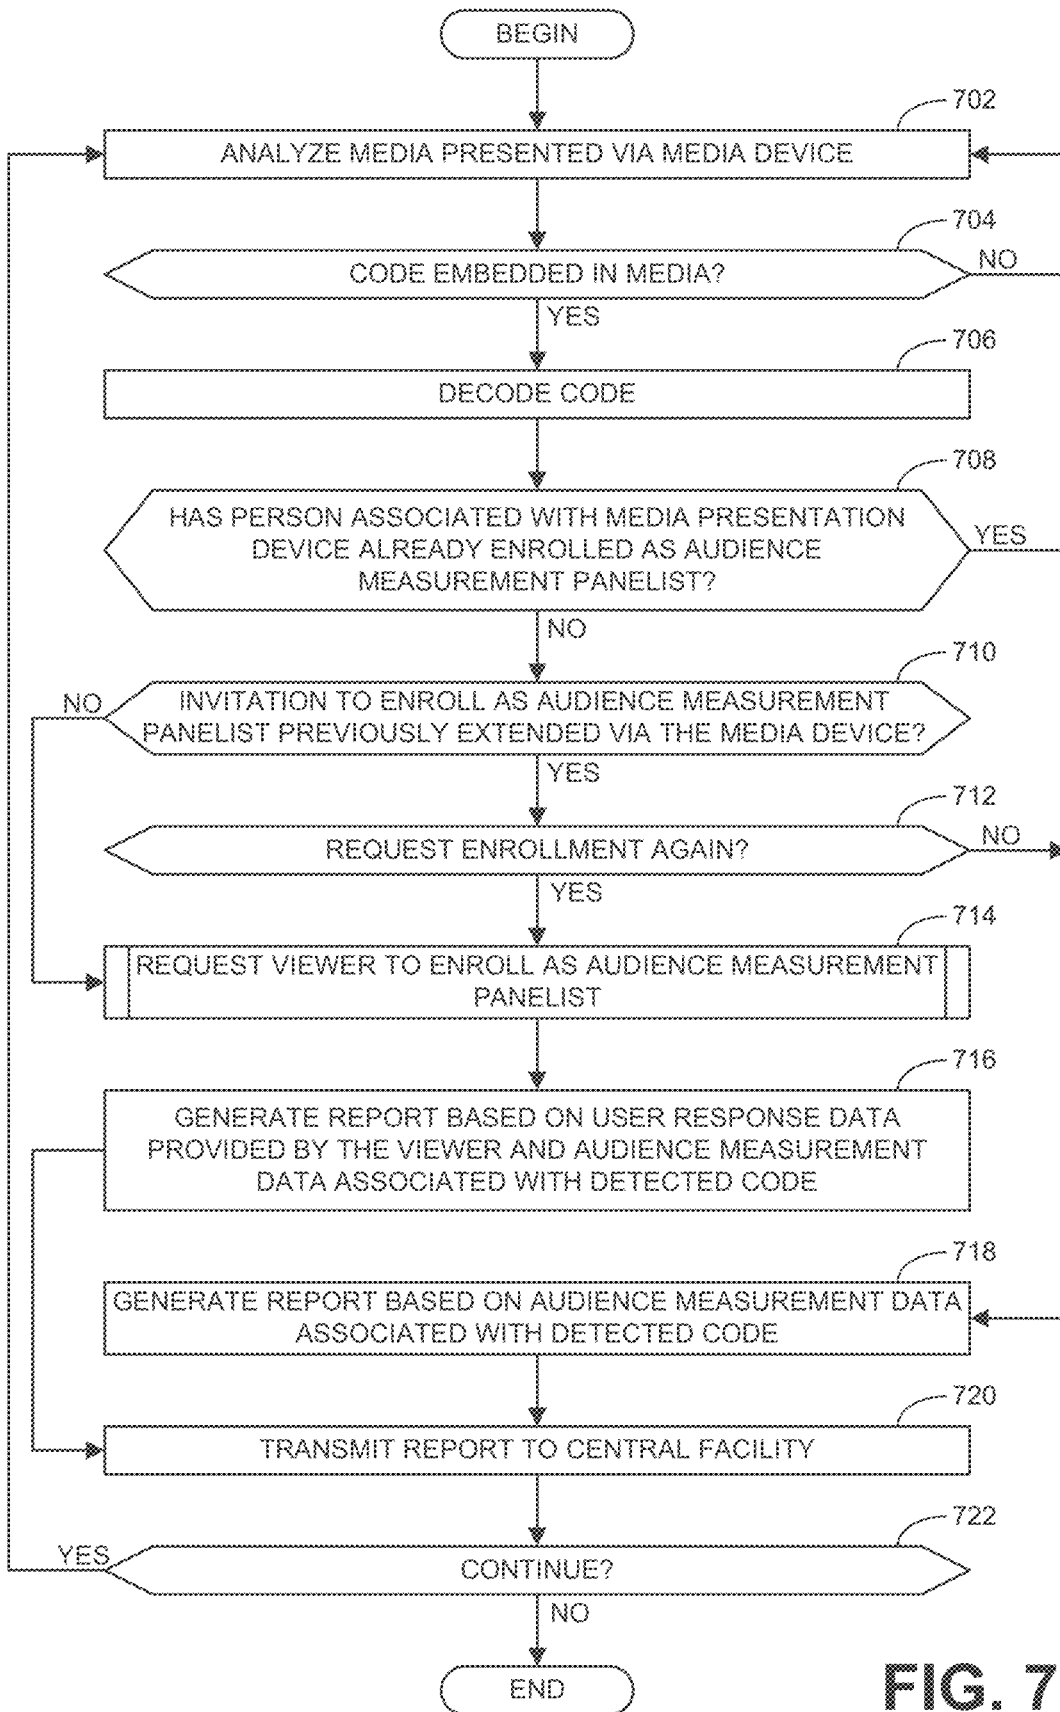 BEGIN
702
ANALYZE MEDIA PRESENTED VIA MEDIA DEVICE
704
CODE EMBEDDED IN MEDIA?
NO
YES
706
DECODE CODE
708
HAS PERSON ASSOCIATED WITH MEDIA PRESENTATION
DEVICE ALREADY ENROLLED AS AUDIENCE
MEASUREMENT PANELIST?
YES
NO
710
NO
INVITATION TO ENROLL AS AUDIENCE MEASUREMENT
PANELIST PREVIOUSLY EXTENDED VIA THE MEDIA DEVICE?
YES
712
REQUEST ENROLLMENT AGAIN?
NO
YES
714
REQUEST VIEWER TO ENROLL AS AUDIENCE MEASUREMENT
PANELIST
716
GENERATE REPORT BASED ON USER RESPONSE DATA
PROVIDED BY THE VIEWER AND AUDIENCE MEASUREMENT
DATA ASSOCIATED WITH DETECTED CODE
718
GENERATE REPORT BASED ON AUDIENCE MEASUREMENT DATA
ASSOCIATED WITH DETECTED CODE
720
TRANSMIT REPORT TO CENTRAL FACILITY
722
YES
CONTINUE?
NO
END
FIG. 7